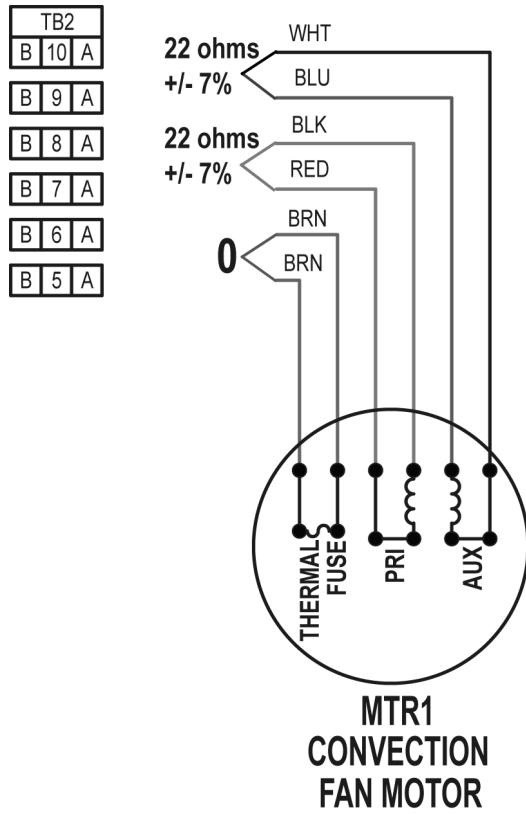 TB2
B 10 A
B 9 A
B 8 A
B 7 A
B 6 A
B 5 A
22 ohms
+/- 7%
WHT
BLU
22 ohms
+/- 7%
BLK
RED
0
BRN
BRN
THERMAL
FUSE
PRI
AUX
MTR1
CONVECTION
FAN MOTOR